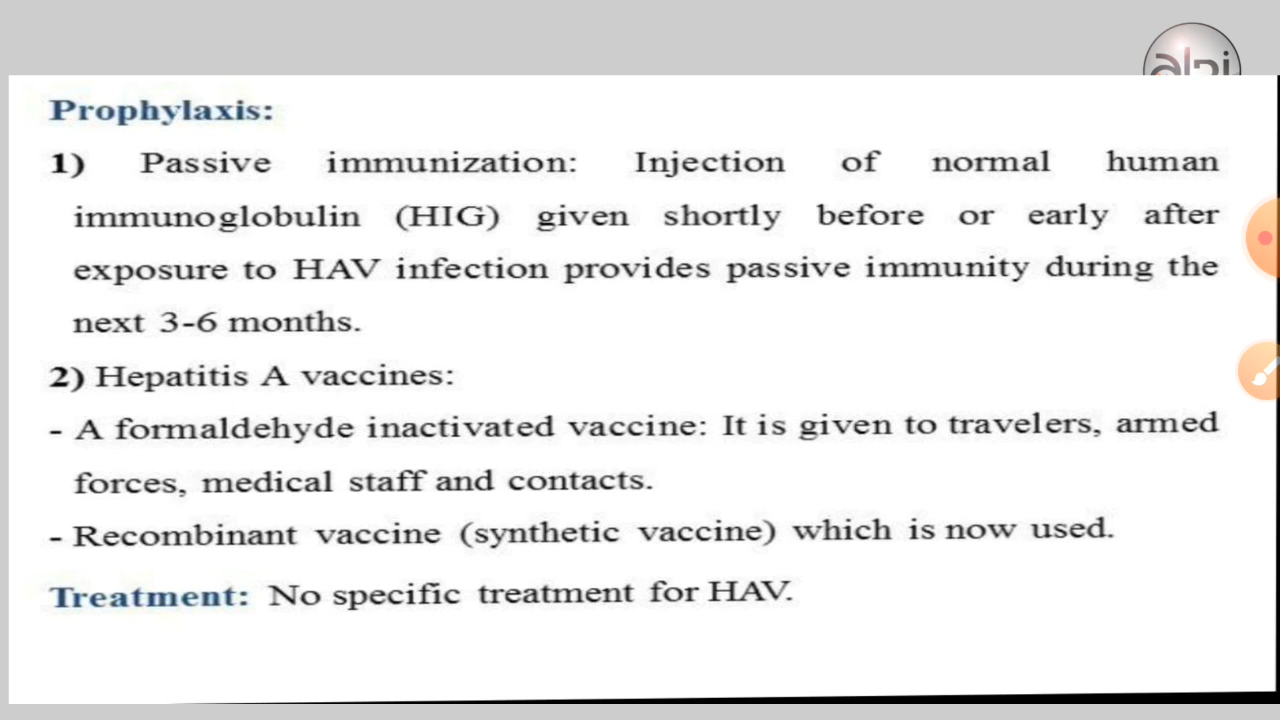 Prophylaxis:
1) Passive immunization: Injection of normal human
immunoglobulin (HIG) given shortly before or early after
exposure to HAV infection provides passive immunity during the
next 3-6 months.
2) Hepatitis A vaccines:
- A formaldehyde inactivated vaccine: It is given to travelers, armed
forces, medical staff and contacts.
- Recombinant vaccine (synthetic vaccine) which is now used.
Treatment: No specific treatment for HAV.